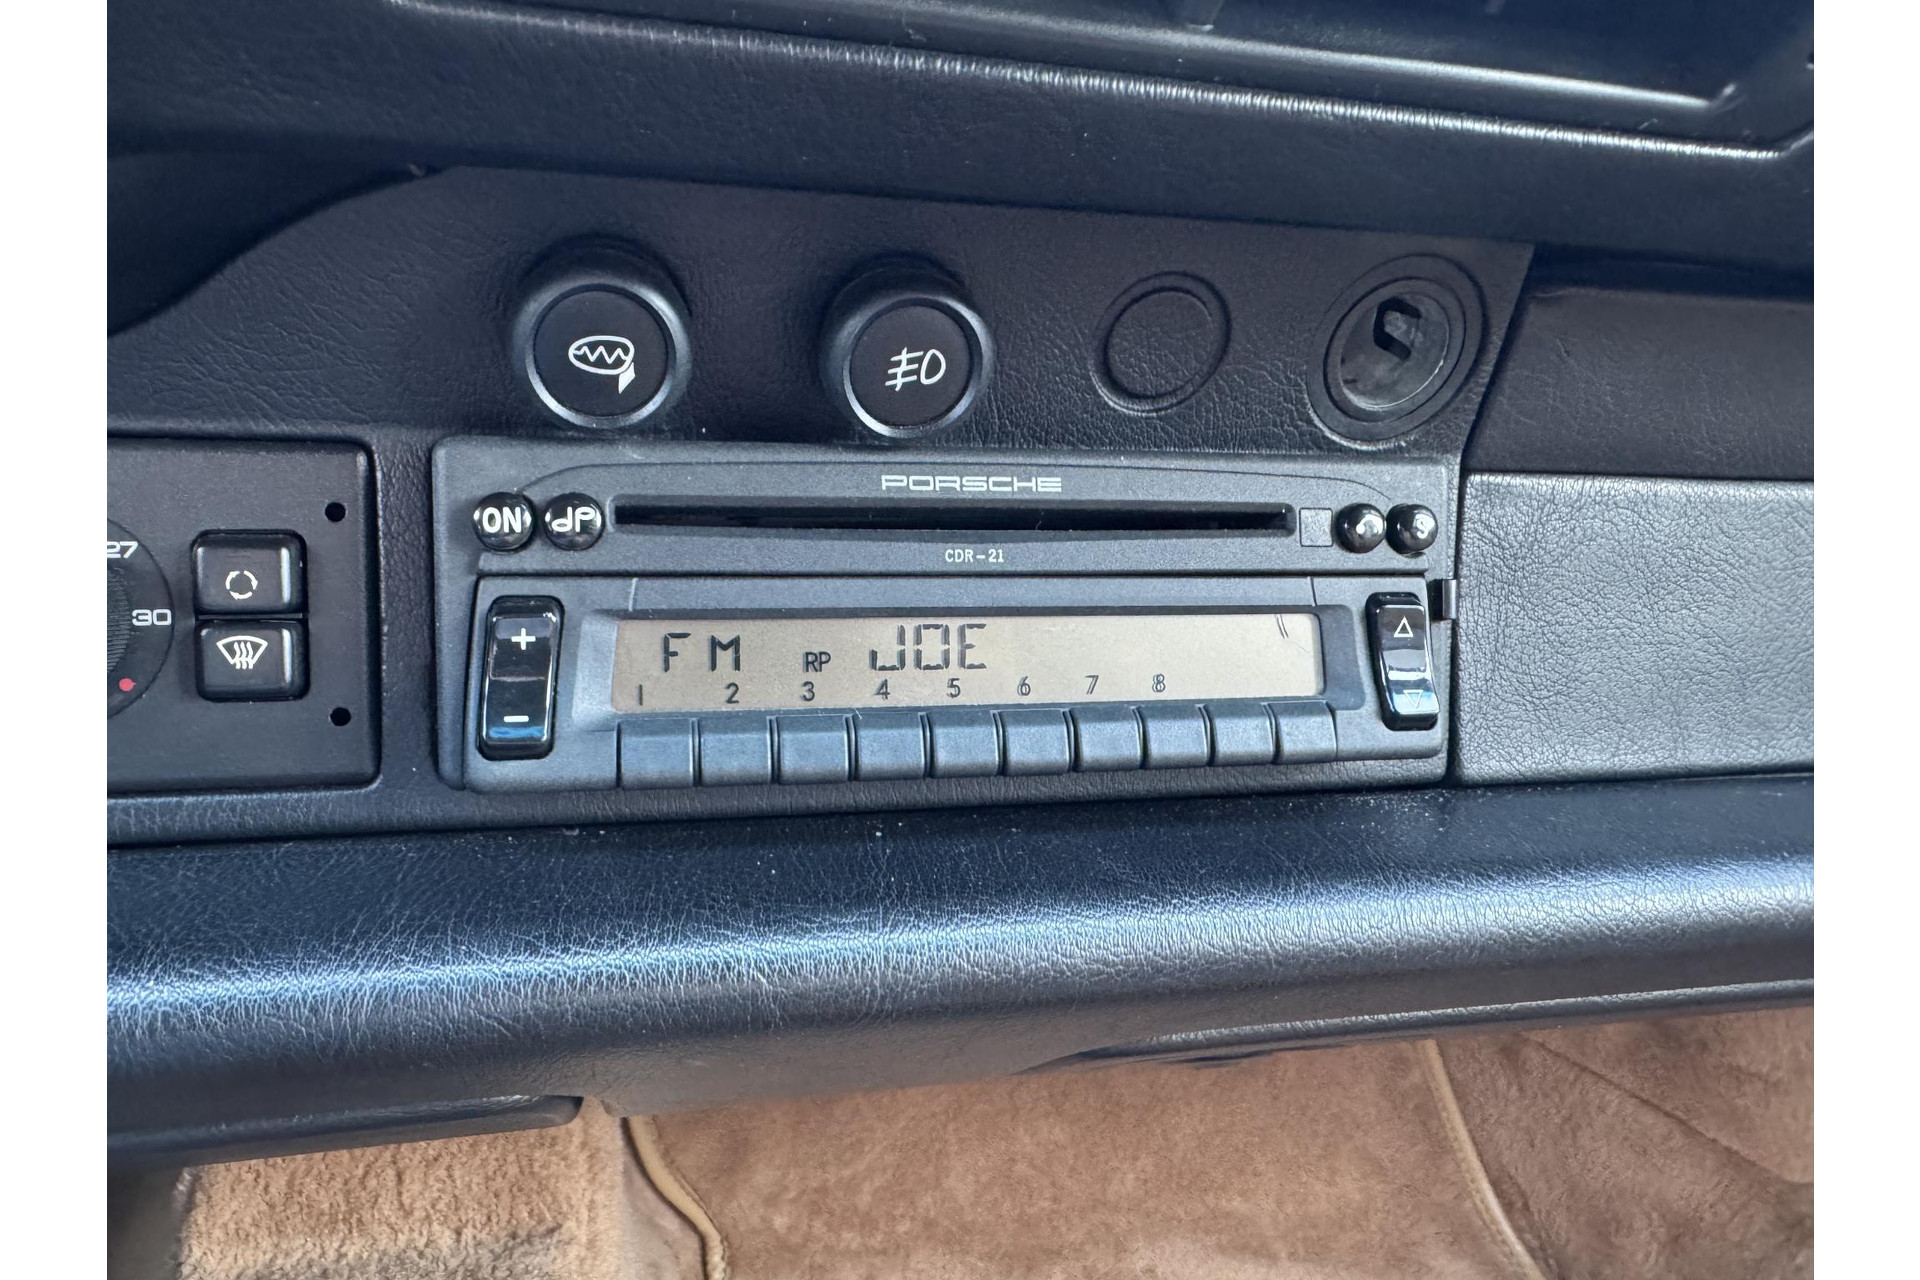 PORSCHE
ON dP S
CDR-21
27
30
+
FM RP JOE
1 2 3 4 5 6 7 8
-